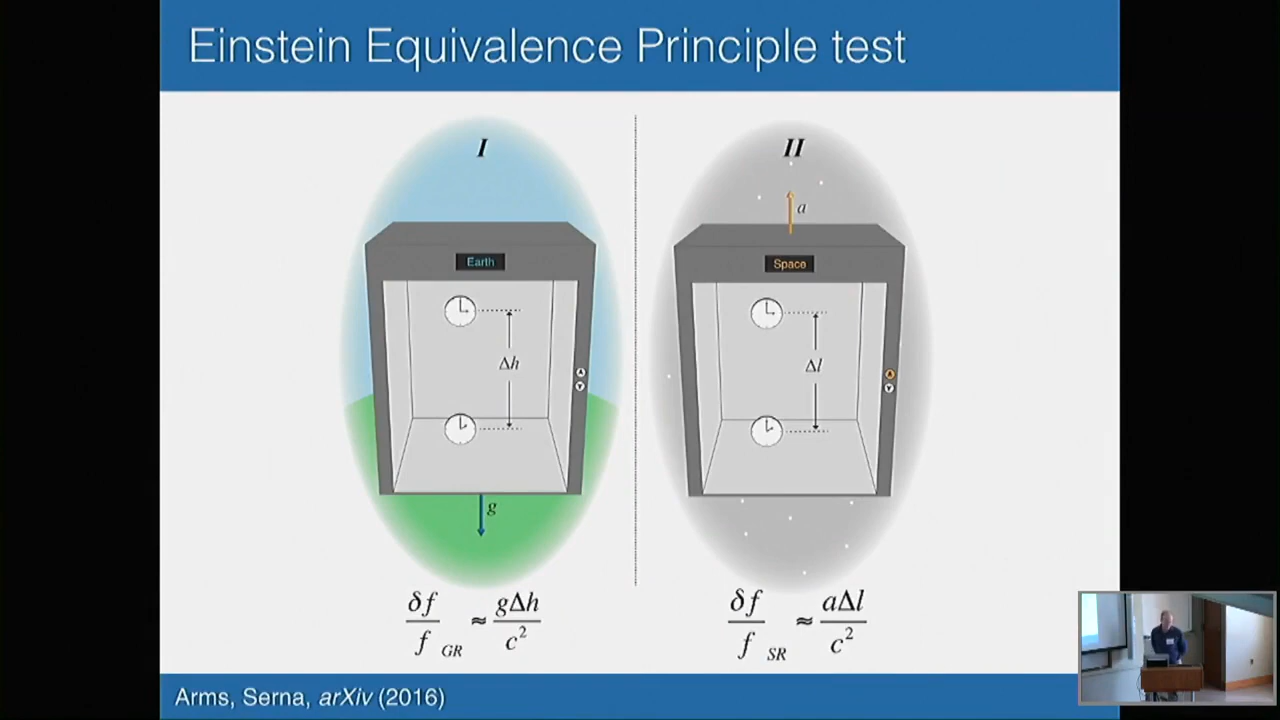 Einstein Equivalence Principle test
I
II
a
Earth
Space
Δh
Δl
g
δf/f GR ≈ gΔh/c²
δf/f SR ≈ aΔl/c²
Arms, Serna, arXiv (2016)